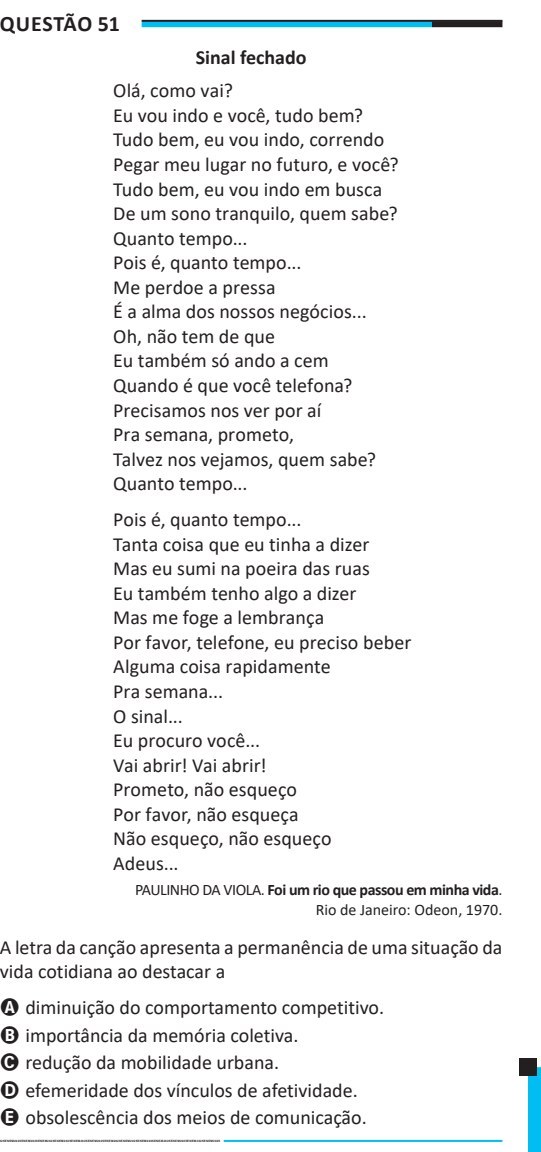 QUESTÃO 51
Sinal fechado
Olá, como vai?
Eu vou indo e você, tudo bem?
Tudo bem, eu vou indo, correndo
Pegar meu lugar no futuro, e você?
Tudo bem, eu vou indo em busca
De um sono tranquilo, quem sabe?
Quanto tempo...
Pois é, quanto tempo...
Me perdoe a pressa
É a alma dos nossos negócios...
Oh, não tem de que
Eu também só ando a cem
Quando é que você telefona?
Precisamos nos ver por aí
Pra semana, prometo,
Talvez nos vejamos, quem sabe?
Quanto tempo...
Pois é, quanto tempo...
Tanta coisa que eu tinha a dizer
Mas eu sumi na poeira das ruas
Eu também tenho algo a dizer
Mas me foge a lembrança
Por favor, telefone, eu preciso beber
Alguma coisa rapidamente
Pra semana...
O sinal...
Eu procuro você...
Vai abrir! Vai abrir!
Prometo, não esqueço
Por favor, não esqueça
Não esqueço, não esqueço
Adeus...
PAULINHO DA VIOLA. Foi um rio que passou em minha vida.
Rio de Janeiro: Odeon, 1970.
A letra da canção apresenta a permanência de uma situação da
vida cotidiana ao destacar a
A diminuição do comportamento competitivo.
B importância da memória coletiva.
C redução da mobilidade urbana.
D efemeridade dos vínculos de afetividade.
E obsolescência dos meios de comunicação.